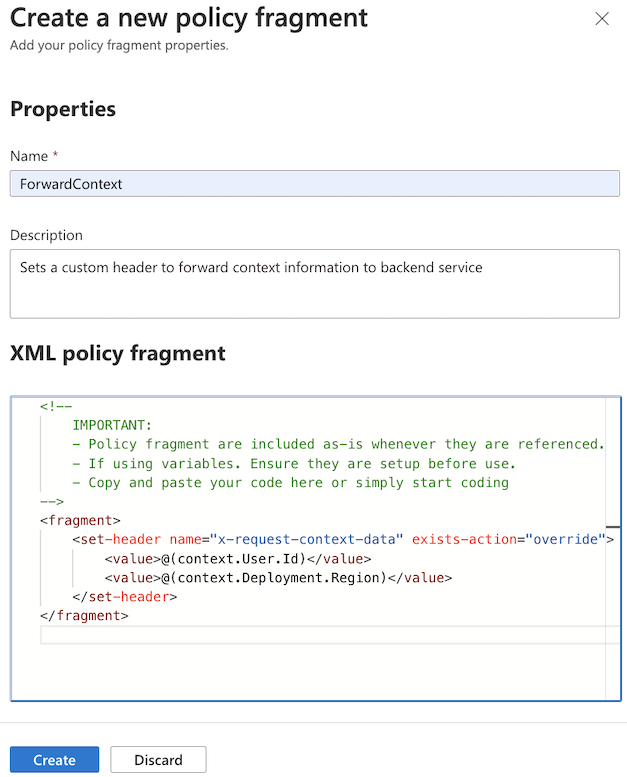 Create a new policy fragment
Add your policy fragment properties.
Properties
Name *
ForwardContext
Description
Sets a custom header to forward context information to backend service
XML policy fragment
<!--
IMPORTANT:
- Policy fragment are included as-is whenever they are referenced.
- If using variables. Ensure they are setup before use.
- Copy and paste your code here or simply start coding
-->
<fragment>
<set-header name="x-request-context-data" exists-action="override">
<value>@(context.User.Id)</value>
<value>@(context.Deployment.Region)</value>
</set-header>
</fragment>
Create Discard